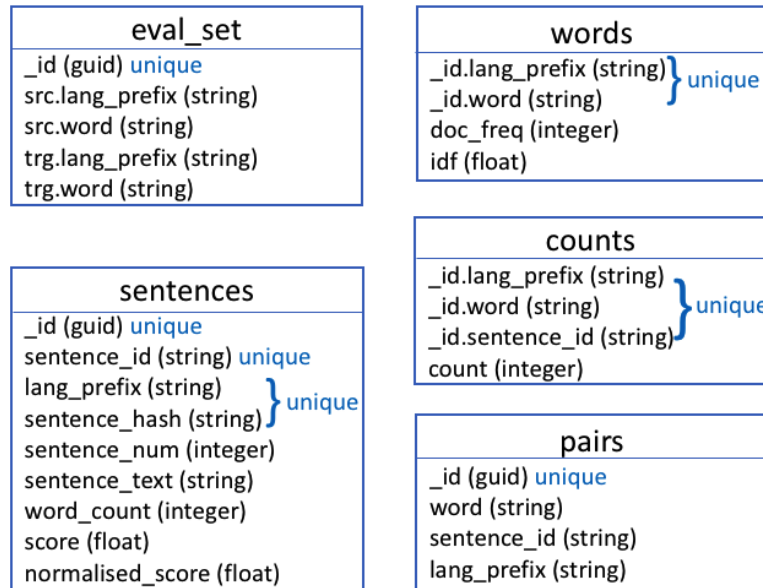 eval_set
_id (guid) unique
src.lang_prefix (string)
src.word (string)
trg.lang_prefix (string)
trg.word (string)
words
_id.lang_prefix (string)
_id.word (string)
unique
doc_freq (integer)
idf (float)
sentences
_id (guid) unique
sentence_id (string) unique
lang_prefix (string)
sentence_hash (string)
unique
sentence_num (integer)
sentence_text (string)
word_count (integer)
score (float)
normalised_score (float)
counts
_id.lang_prefix (string)
_id.word (string)
_id.sentence_id (string)
unique
count (integer)
pairs
_id (guid) unique
word (string)
sentence_id (string)
lang_prefix (string)